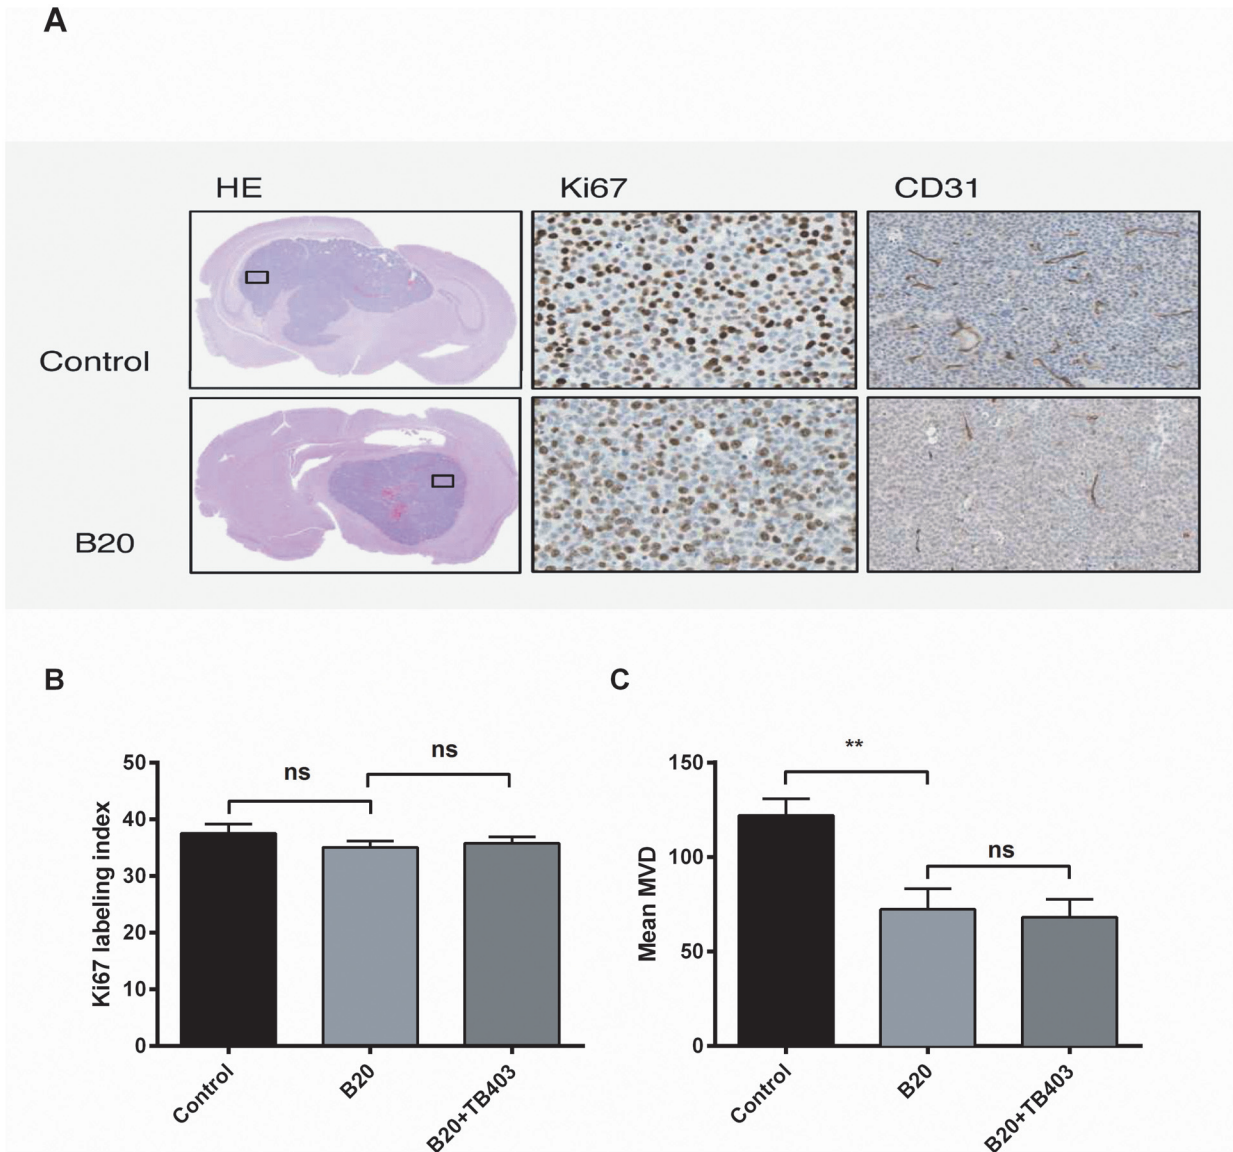 A
HE Ki67 CD31
Control
B20
B C
ns
ns
50
40
30
20
10
0
Ki67 labeling index
Control
B20
B20+TB403
**
ns
150
100
50
0
Mean MVD
Control
B20
B20+TB403